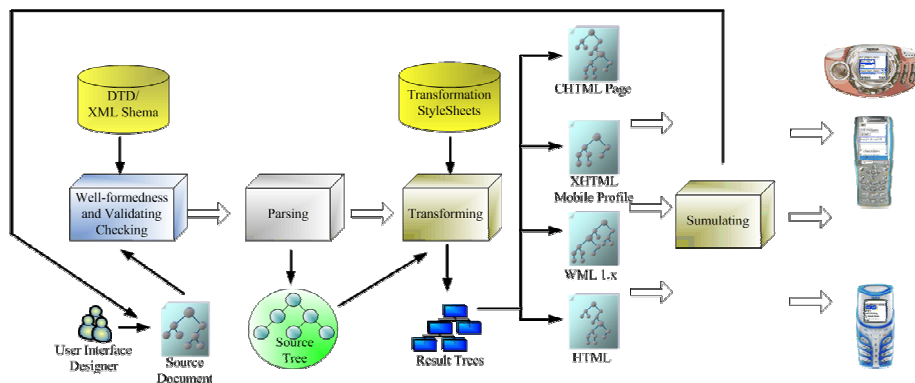 DTD/
XML Shema
Transformation
StyleSheets
CHTML Page
Well-formedness
and Validating
Checking
Parsing
Transforming
XHTML
Mobile Profile
Sumulating
WML 1.x
User Interface
Designer
Source
Document
Source
Tree
Result Trees
HTML